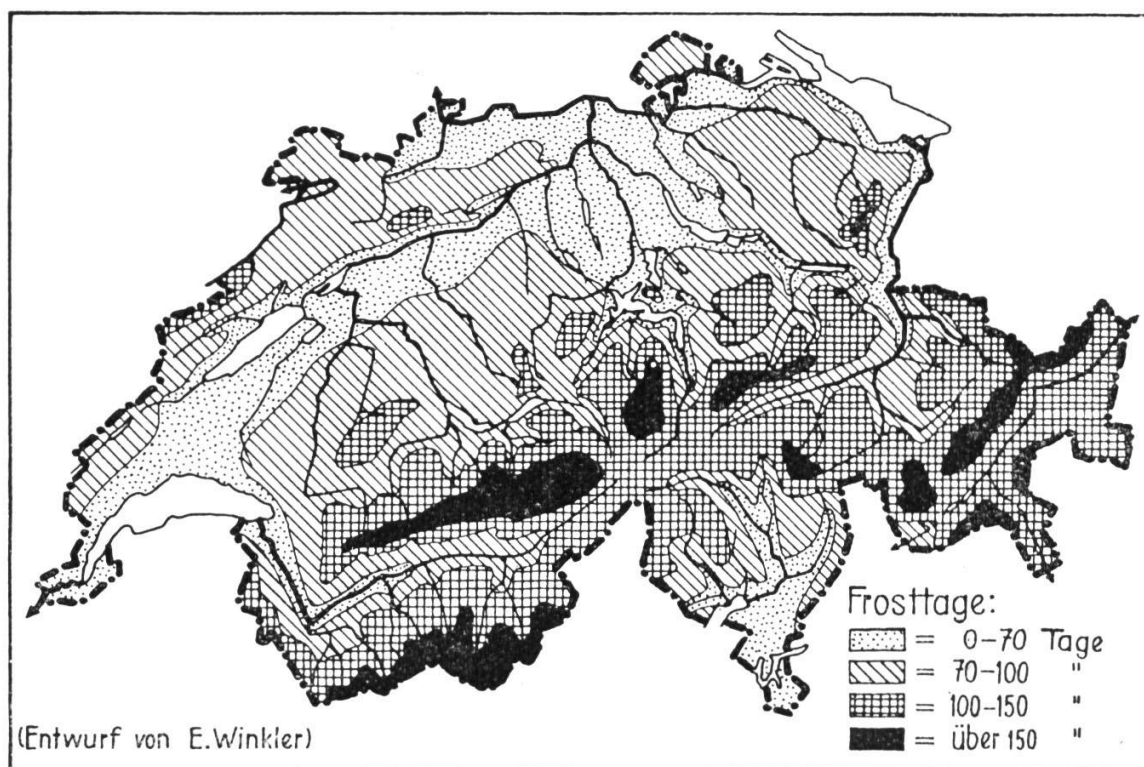 Frosttage:
= 0-70 Tage
= 70-100 "
= 100-150 "
= über 150 "
(Entwurf von E. Winkler)